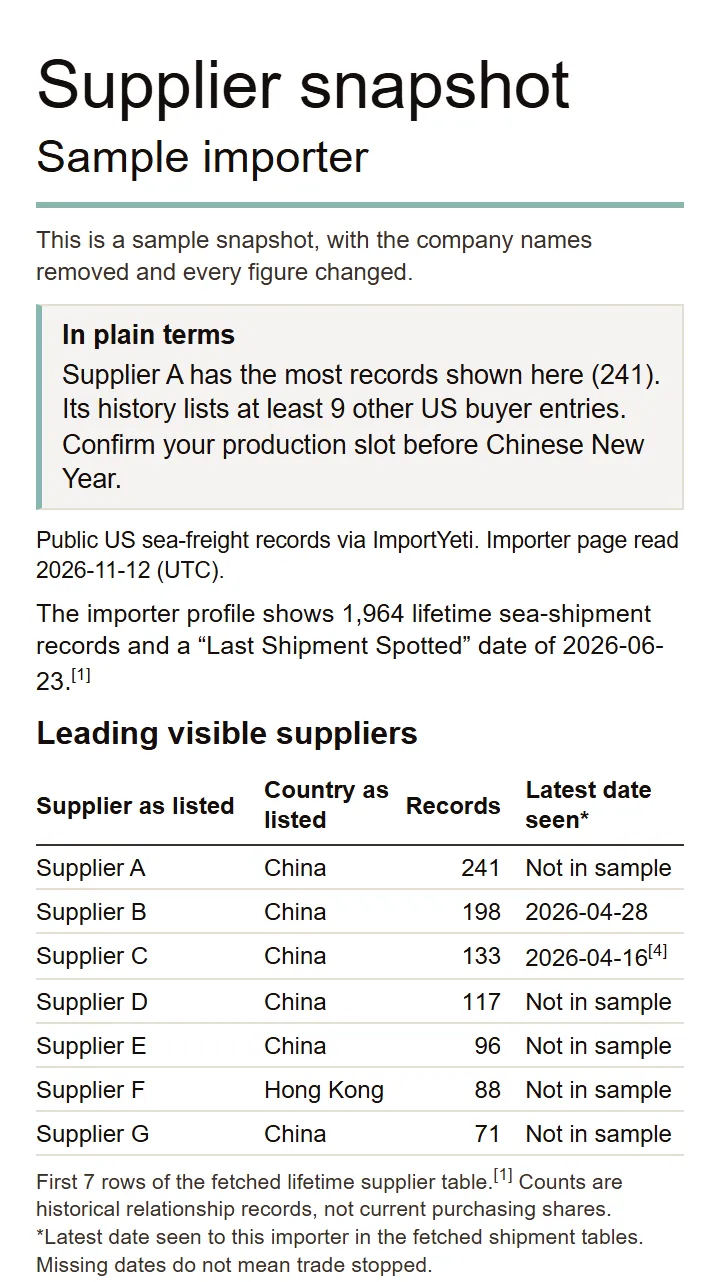 Supplier snapshot
Sample importer
This is a sample snapshot, with the company names
removed and every figure changed.
In plain terms
Supplier A has the most records shown here (241).
Its history lists at least 9 other US buyer entries.
Confirm your production slot before Chinese New
Year.
Public US sea-freight records via ImportYeti. Importer page read
2026-11-12 (UTC).
The importer profile shows 1,964 lifetime sea-shipment
records and a “Last Shipment Spotted” date of 2026-06-
23.[1]
Leading visible suppliers
Supplier as listed Country as listed Records Latest date seen*
Supplier A China 241 Not in sample
Supplier B China 198 2026-04-28
Supplier C China 133 2026-04-16[4]
Supplier D China 117 Not in sample
Supplier E China 96 Not in sample
Supplier F Hong Kong 88 Not in sample
Supplier G China 71 Not in sample
First 7 rows of the fetched lifetime supplier table.[1] Counts are
historical relationship records, not current purchasing shares.
*Latest date seen to this importer in the fetched shipment tables.
Missing dates do not mean trade stopped.